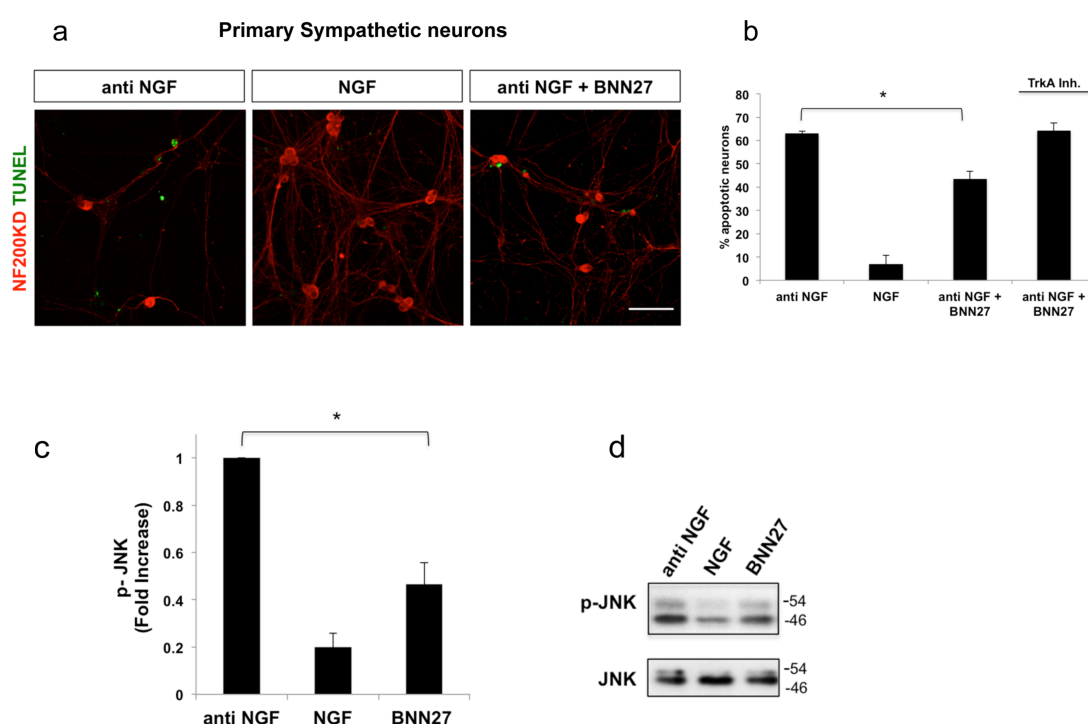 a
Primary Sympathetic neurons
anti NGF
NGF
anti NGF + BNN27
NF200KD TUNEL
b
TrkA Inh.
*
% apoptotic neurons
80
70
60
50
40
30
20
10
0
anti NGF
NGF
anti NGF +
BNN27
anti NGF +
BNN27
c
*
p- JNK
(Fold Increase)
1
0.8
0.6
0.4
0.2
0
anti NGF
NGF
BNN27
d
anti NGF
NGF
BNN27
p-JNK
-54
-46
JNK
-54
-46